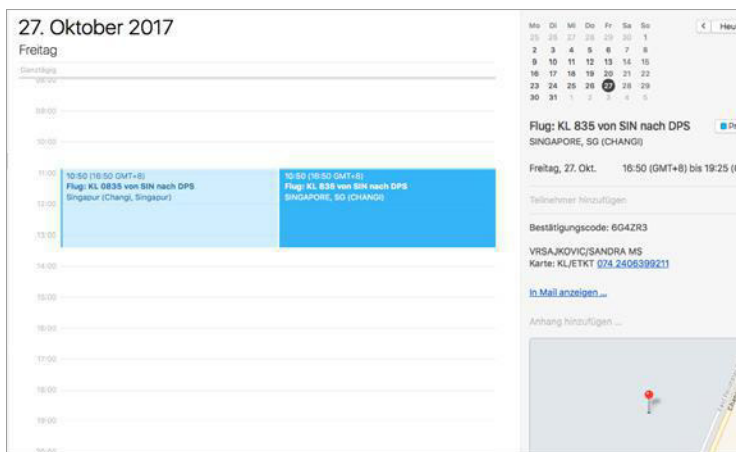 27. Oktober 2017
Freitag
Ganztägig
09:00
10:00
11:00
12:00
13:00
14:00
15:00
16:00
17:00
18:00
19:00
10:50 (16:50 GMT+8)
Flug: KL 0835 von SIN nach DPS
Singapur (Changi, Singapur)
10:50 (16:50 GMT+8)
Flug: KL 835 von SIN nach DPS
SINGAPORE, SG (CHANGI)
Mo Di Mi Do Fr Sa So
25 26 27 28 29 30 1
2 3 4 5 6 7 8
9 10 11 12 13 14 15
16 17 18 19 20 21 22
23 24 25 26 27 28 29
30 31 1 2 3 4 5
< Heu
Flug: KL 835 von SIN nach DPS
SINGAPORE, SG (CHANGI)
Freitag, 27. Okt. 16:50 (GMT+8) bis 19:25 (
Teilnehmer hinzufügen
Bestätigungscode: 6G4ZR3
VRSAJKOVIC/SANDRA MS
Karte: KL/ETKT 074 2406399211
In Mail anzeigen ...
Anhang hinzufügen ...